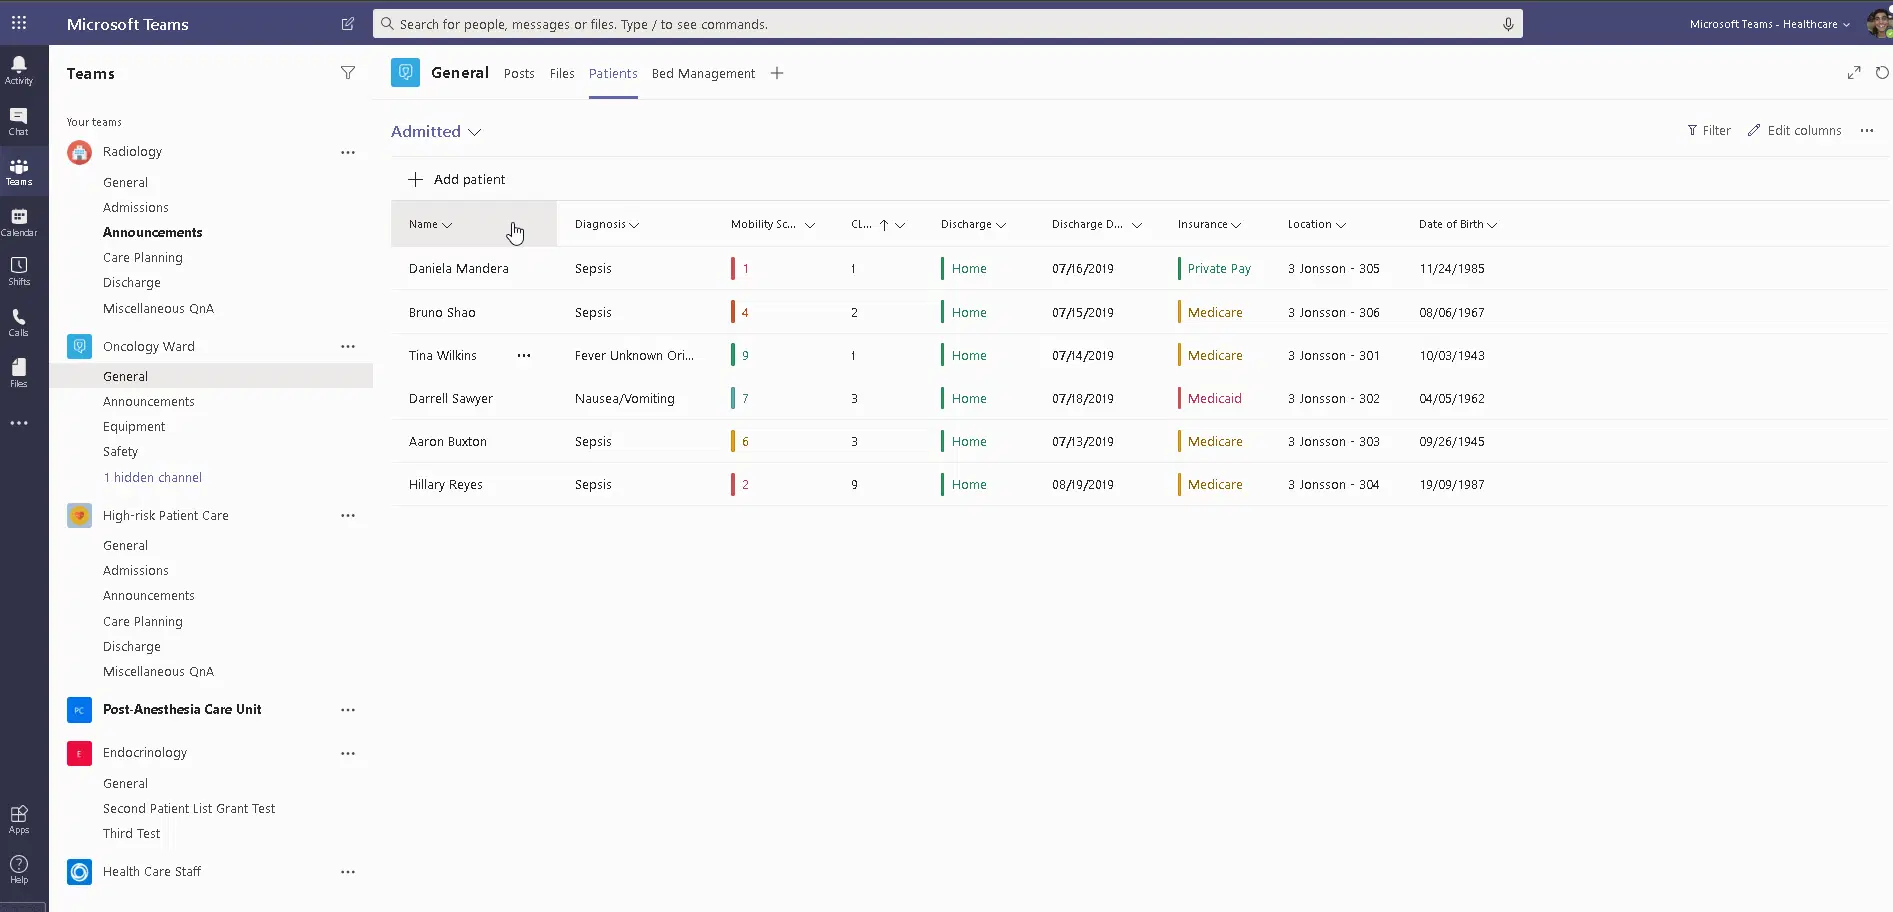 Microsoft Teams
Search for people, messages or files. Type / to see commands.
Microsoft Teams - Healthcare
Activity
Chat
Teams
Calendar
Shifts
Calls
Files
Apps
Help
Teams
Your teams
Radiology
General
Admissions
Announcements
Care Planning
Discharge
Miscellaneous QnA
Oncology Ward
General
Announcements
Equipment
Safety
1 hidden channel
High-risk Patient Care
General
Admissions
Announcements
Care Planning
Discharge
Miscellaneous QnA
PC Post-Anesthesia Care Unit
E Endocrinology
General
Second Patient List Grant Test
Third Test
Health Care Staff
General Posts Files Patients Bed Management
Admitted
Filter Edit columns
Add patient
Name Diagnosis Mobility Sc... CL... Discharge Discharge D... Insurance Location Date of Birth
Daniela Mandera Sepsis 1 1 Home 07/16/2019 Private Pay 3 Jonsson - 305 11/24/1985
Bruno Shao Sepsis 4 2 Home 07/15/2019 Medicare 3 Jonsson - 306 08/06/1967
Tina Wilkins Fever Unknown Ori... 9 1 Home 07/14/2019 Medicare 3 Jonsson - 301 10/03/1943
Darrell Sawyer Nausea/Vomiting 7 3 Home 07/18/2019 Medicaid 3 Jonsson - 302 04/05/1962
Aaron Buxton Sepsis 6 3 Home 07/13/2019 Medicare 3 Jonsson - 303 09/26/1945
Hillary Reyes Sepsis 2 9 Home 08/19/2019 Medicare 3 Jonsson - 304 19/09/1987